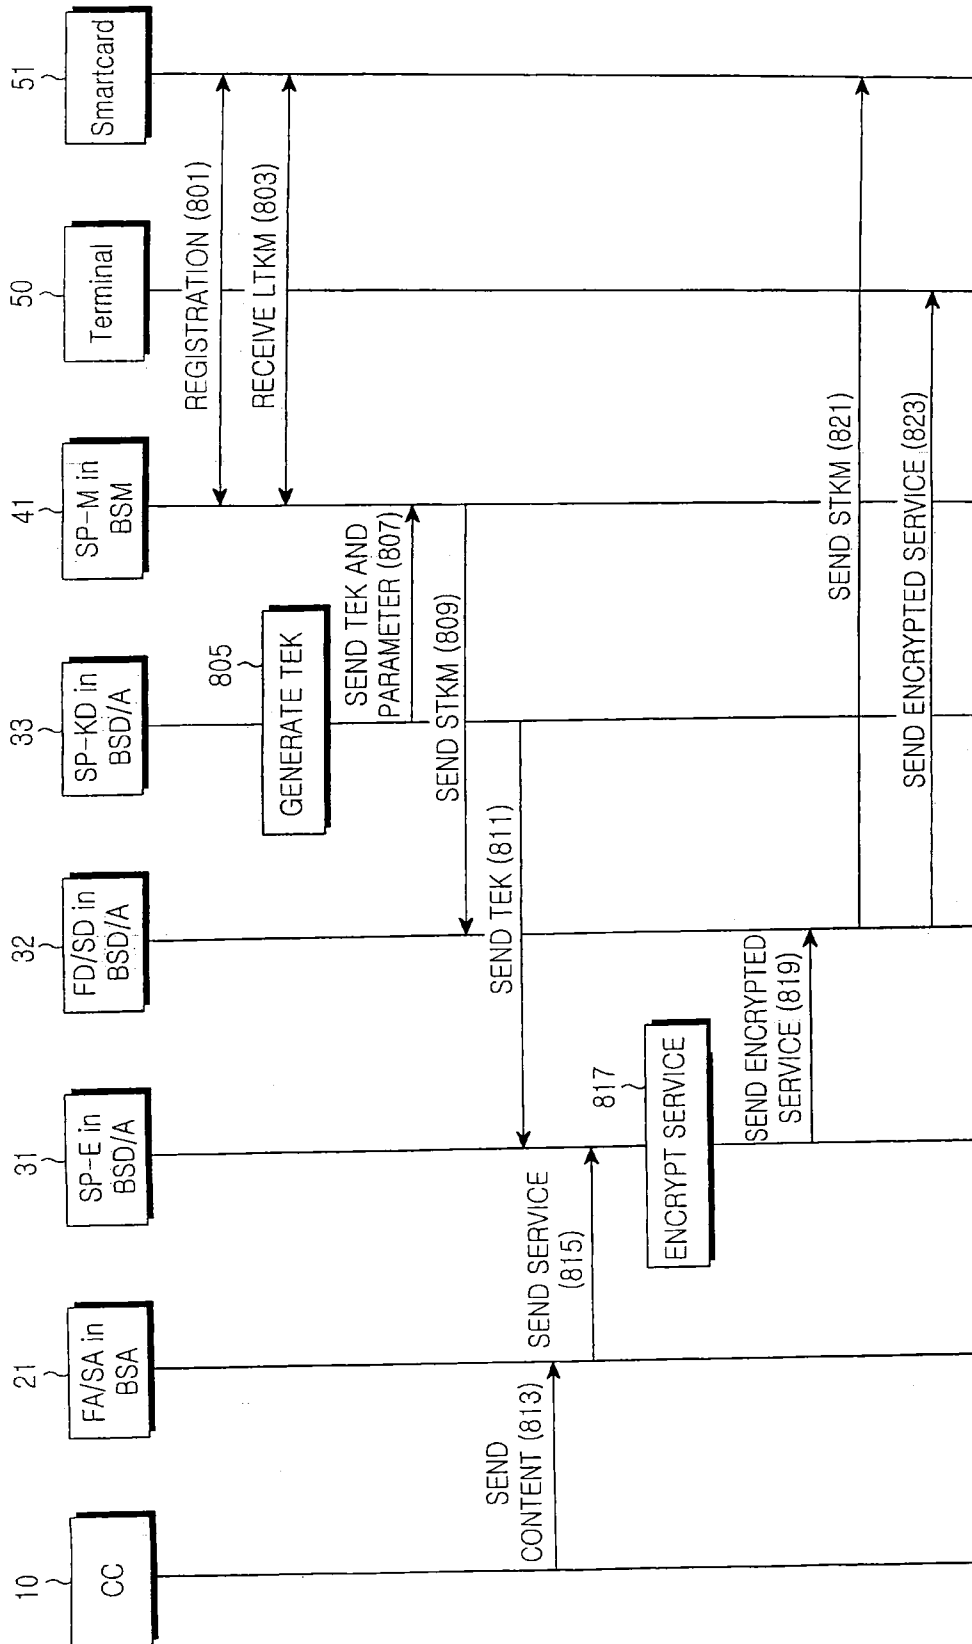 10
CC
21
FA/SA in
BSA
31
SP-E in
BSD/A
32
FD/SD in
BSD/A
33
SP-KD in
BSD/A
41
SP-M in
BSM
50
Terminal
51
Smartcard
REGISTRATION (801)
RECEIVE LTKM (803)
805
GENERATE TEK
SEND TEK AND
PARAMETER (807)
SEND STKM (809)
SEND TEK (811)
SEND
CONTENT (813)
SEND SERVICE
(815)
817
ENCRYPT SERVICE
SEND ENCRYPTED
SERVICE (819)
SEND STKM (821)
SEND ENCRYPTED SERVICE (823)